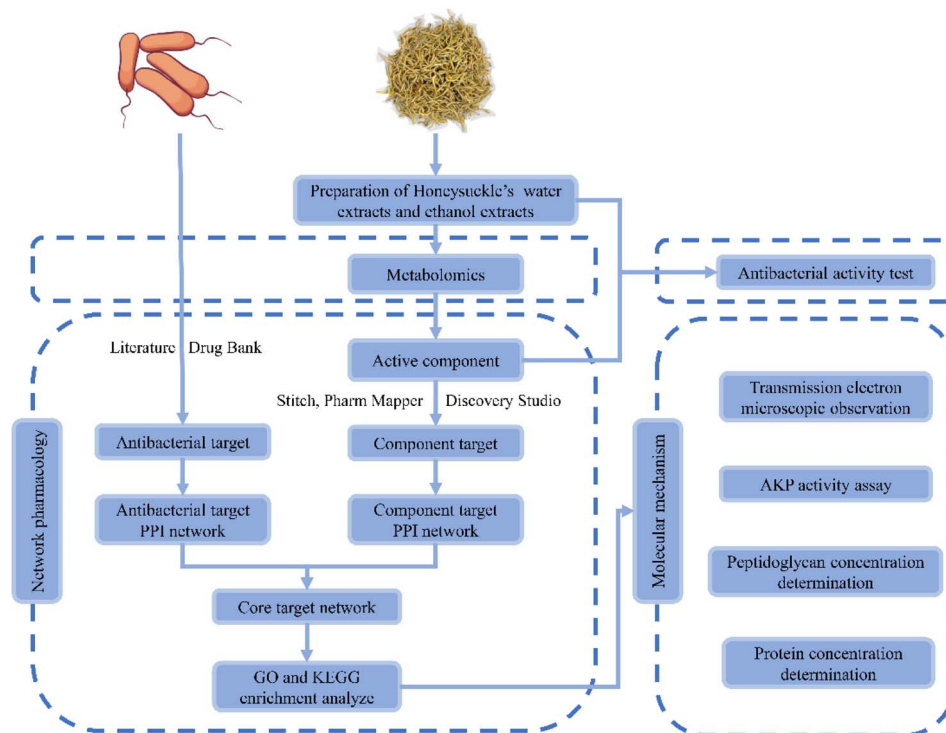 Preparation of Honeysuckle's water
extracts and ethanol extracts
Metabolomics
Antibacterial activity test
Literature
Drug Bank
Active component
Stitch, Pharm Mapper
Discovery Studio
Network pharmacology
Antibacterial target
Component target
Antibacterial target
PPI network
Component target
PPI network
Core target network
GO and KEGG
enrichment analyze
Molecular mechanism
Transmission electron
microscopic observation
AKP activity assay
Peptidoglycan concentration
determination
Protein concentration
determination